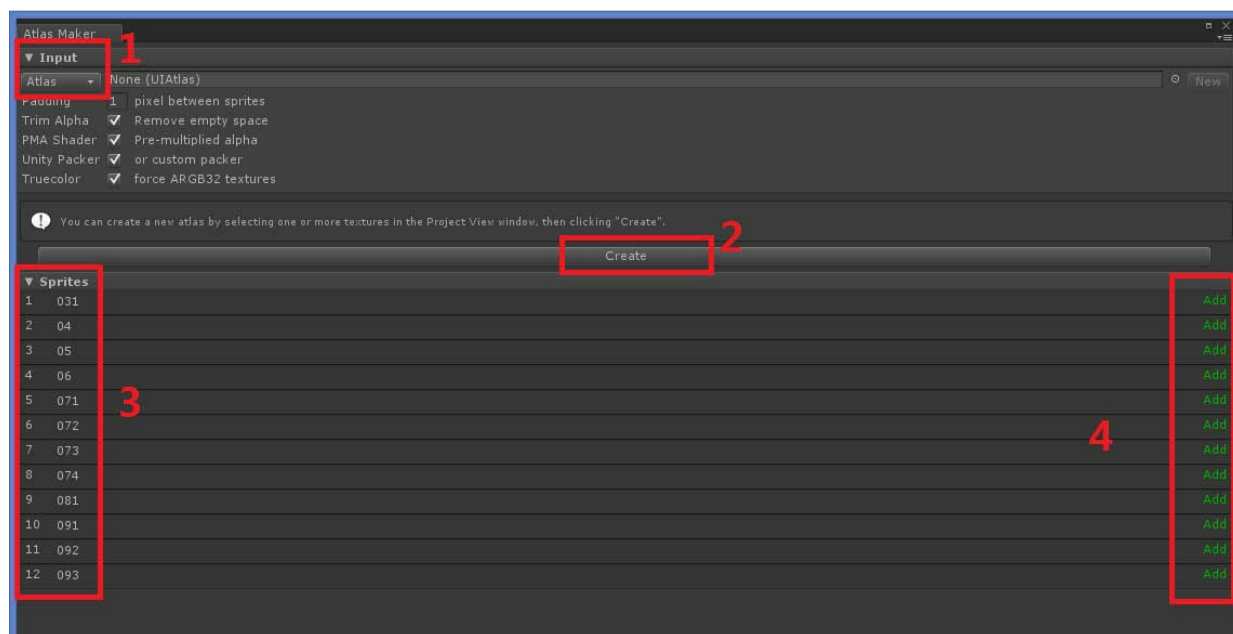 Atlas Maker
1
▼ Input
Atlas None (UIAtlas) New
Padding 1 pixel between sprites
Trim Alpha Remove empty space
PMA Shader Pre-multiplied alpha
Unity Packer or custom packer
Truecolor force ARGB32 textures
You can create a new atlas by selecting one or more textures in the Project View window, then clicking "Create".
2
Create
▼ Sprites
1 031 Add
2 04 Add
3 05 Add
4 06 Add
5 071 Add
3
6 072 Add
4
7 073 Add
8 074 Add
9 081 Add
10 091 Add
11 092 Add
12 093 Add